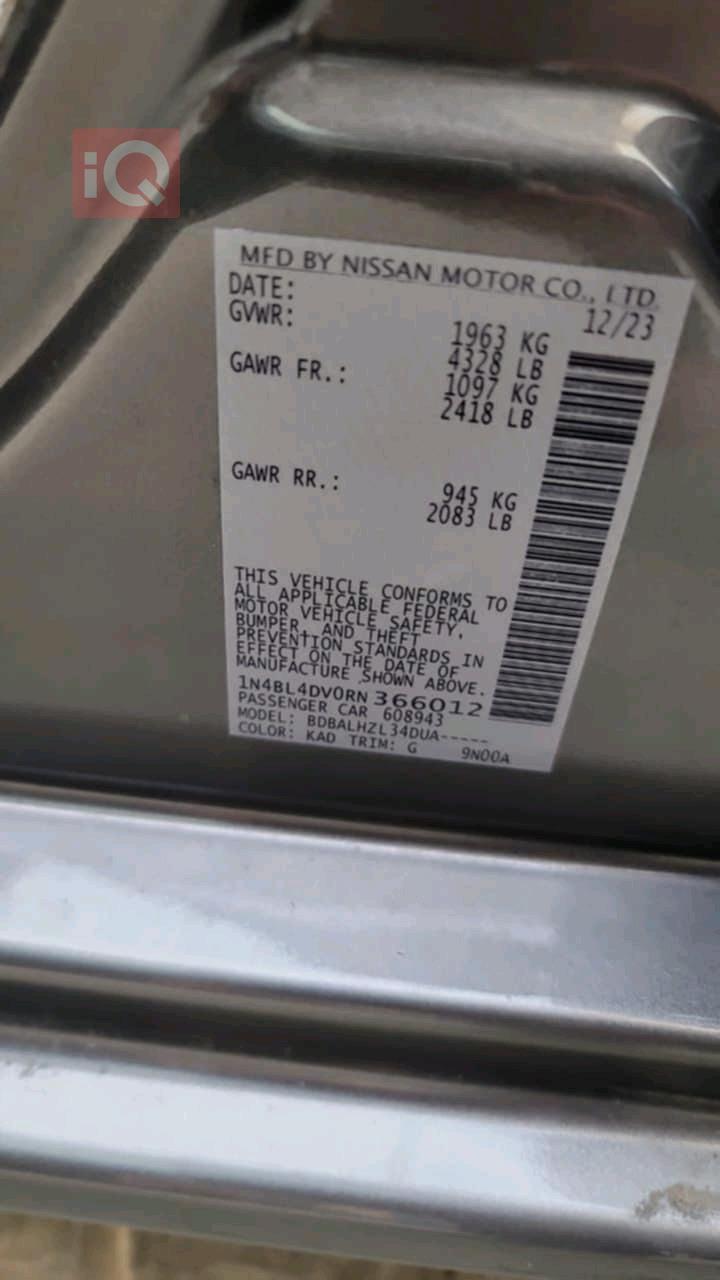 iQ
MFD BY NISSAN MOTOR CO., LTD.
DATE: 12/23
GVWR: 1963 KG
4328 LB
GAWR FR.: 1097 KG
2418 LB
GAWR RR.: 945 KG
2083 LB
THIS VEHICLE CONFORMS TO
ALL APPLICABLE FEDERAL
MOTOR VEHICLE SAFETY,
BUMPER, AND THEFT
PREVENTION STANDARDS IN
EFFECT ON THE DATE OF
MANUFACTURE SHOWN ABOVE.
1N4BL4DV0RN366012
PASSENGER CAR 608943
MODEL: BDBALHZL34DUA-----
COLOR: KAD TRIM: G 9N00A